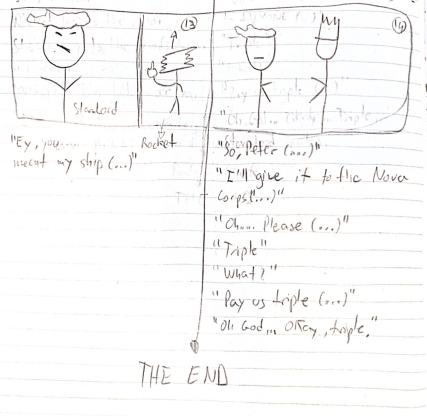 13
Standard
Rocket
"Ey, you
meant my ship (...)"
14
"So, Peter (...)"
"I'll give it to the Nova
Corps (...)"
"Oh... Please (...)"
"Triple"
"What?"
"Pay us triple (...)"
"Oh God... Okay, triple."
THE END